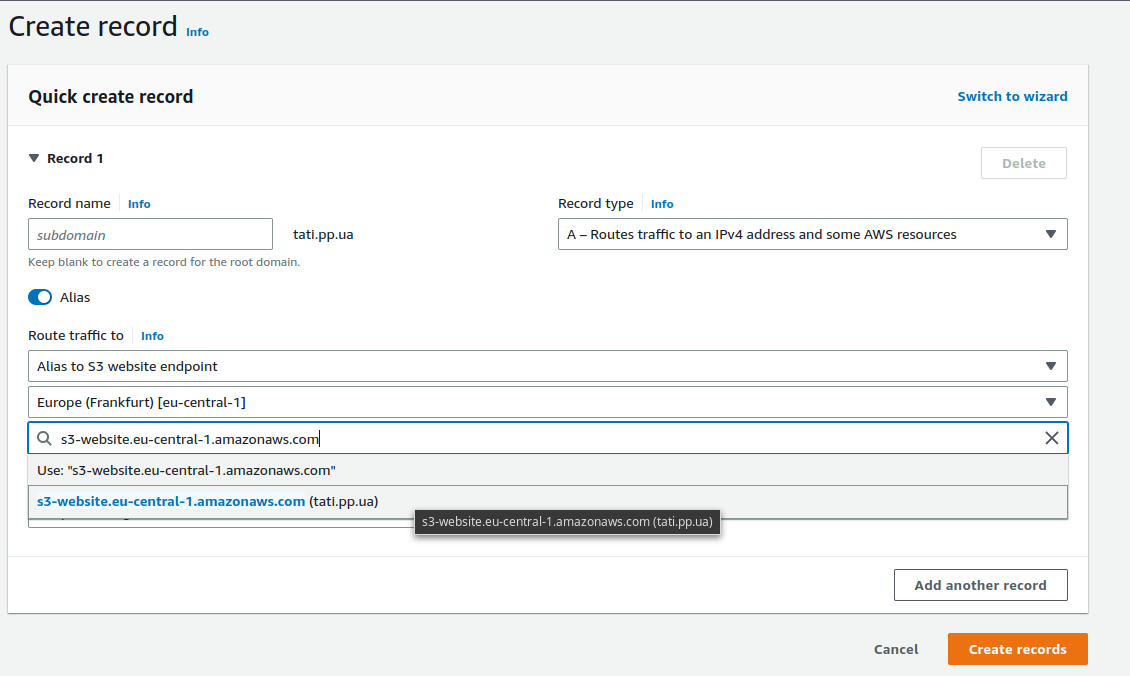 Create record Info
Quick create record
Switch to wizard
Record 1
Delete
Record name Info
Record type Info
subdomain
tati.pp.ua
A – Routes traffic to an IPv4 address and some AWS resources
Keep blank to create a record for the root domain.
Alias
Route traffic to Info
Alias to S3 website endpoint
Europe (Frankfurt) [eu-central-1]
s3-website.eu-central-1.amazonaws.com
Use: "s3-website.eu-central-1.amazonaws.com"
s3-website.eu-central-1.amazonaws.com (tati.pp.ua)
s3-website.eu-central-1.amazonaws.com (tati.pp.ua)
Add another record
Cancel
Create records